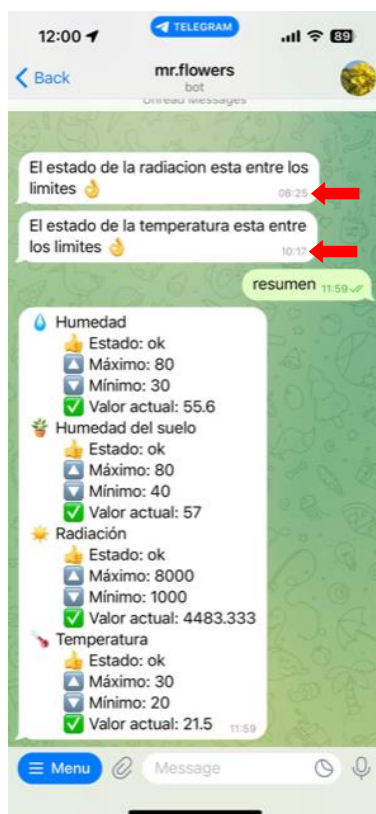 12:00
TELEGRAM
89
Back
mr.flowers
bot
Unread Messages
El estado de la radiacion esta entre los
limites 👌
08:25
El estado de la temperatura esta entre
los limites 👌
10:17
resumen 11:59
💧 Humedad
👍 Estado: ok
🔼 Máximo: 80
🔽 Mínimo: 30
✅ Valor actual: 55.6
🪴 Humedad del suelo
👍 Estado: ok
🔼 Máximo: 80
🔽 Mínimo: 40
✅ Valor actual: 57
☀️ Radiación
👍 Estado: ok
🔼 Máximo: 8000
🔽 Mínimo: 1000
✅ Valor actual: 4483.333
🌡️ Temperatura
👍 Estado: ok
🔼 Máximo: 30
🔽 Mínimo: 20
✅ Valor actual: 21.5 11:59
Menu
Message